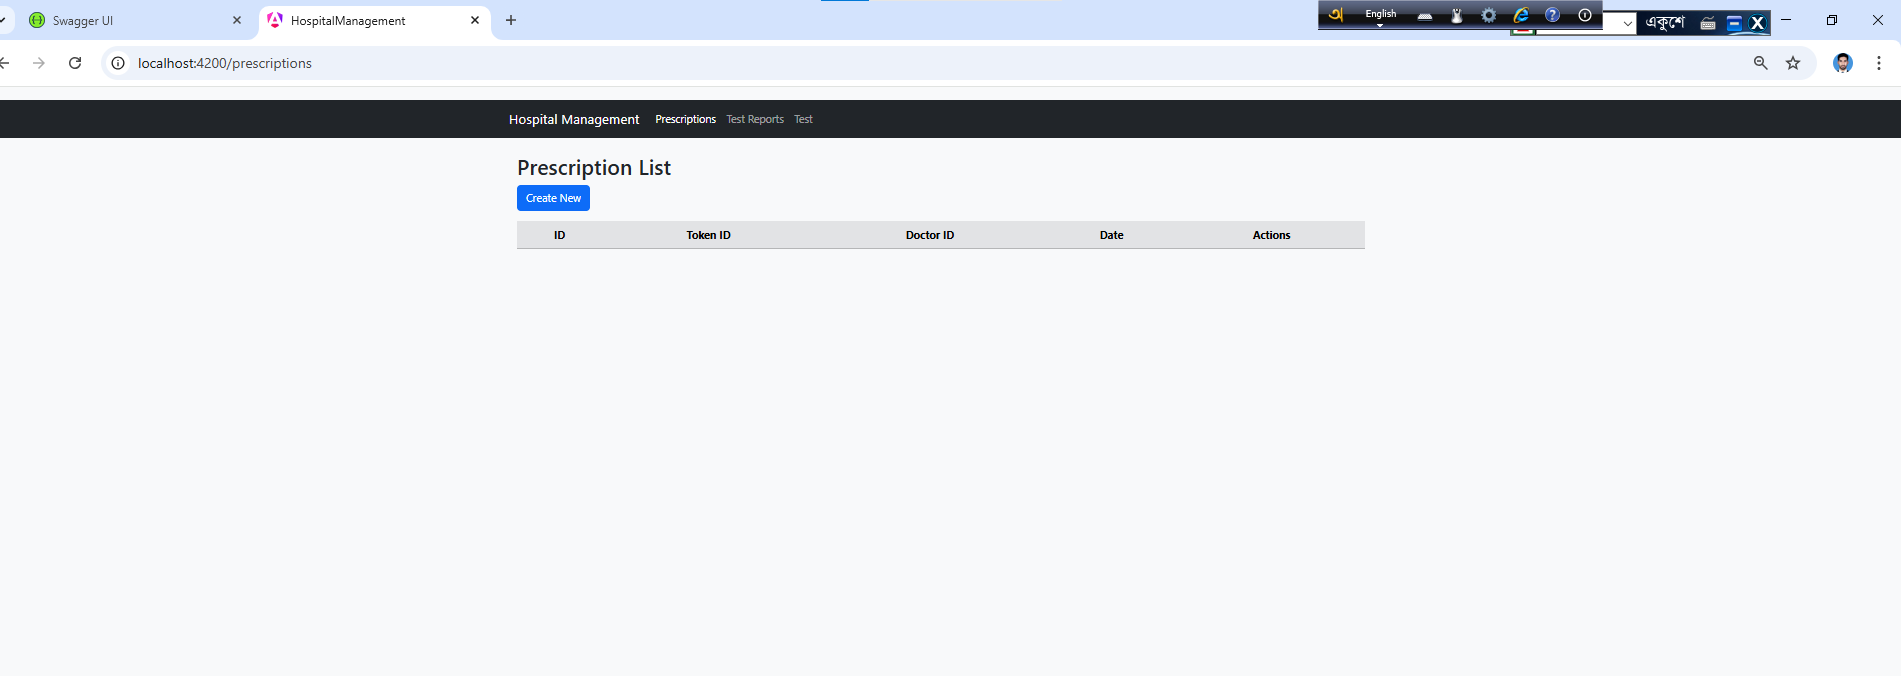 Swagger UI
HospitalManagement
অ English
একুশে
localhost:4200/prescriptions
Hospital Management Prescriptions Test Reports Test
Prescription List
Create New
ID Token ID Doctor ID Date Actions